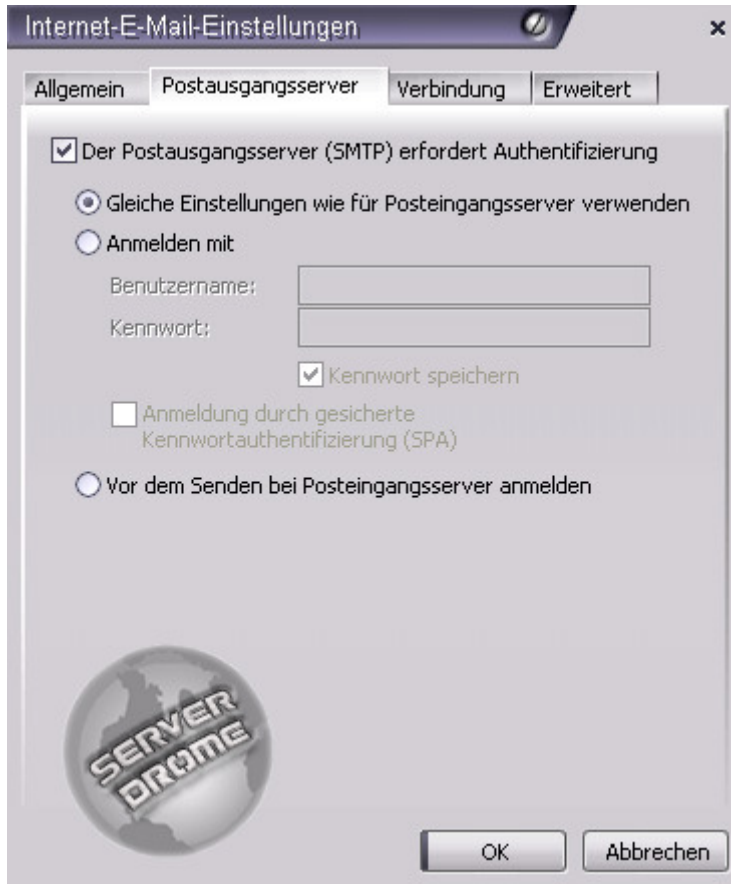 Internet-E-Mail-Einstellungen
Allgemein Postausgangsserver Verbindung Erweitert
Der Postausgangsserver (SMTP) erfordert Authentifizierung
Gleiche Einstellungen wie für Posteingangsserver verwenden
Anmelden mit
Benutzername:
Kennwort:
Kennwort speichern
Anmeldung durch gesicherte
Kennwortauthentifizierung (SPA)
Vor dem Senden bei Posteingangsserver anmelden
SERVER
DROME
OK Abbrechen